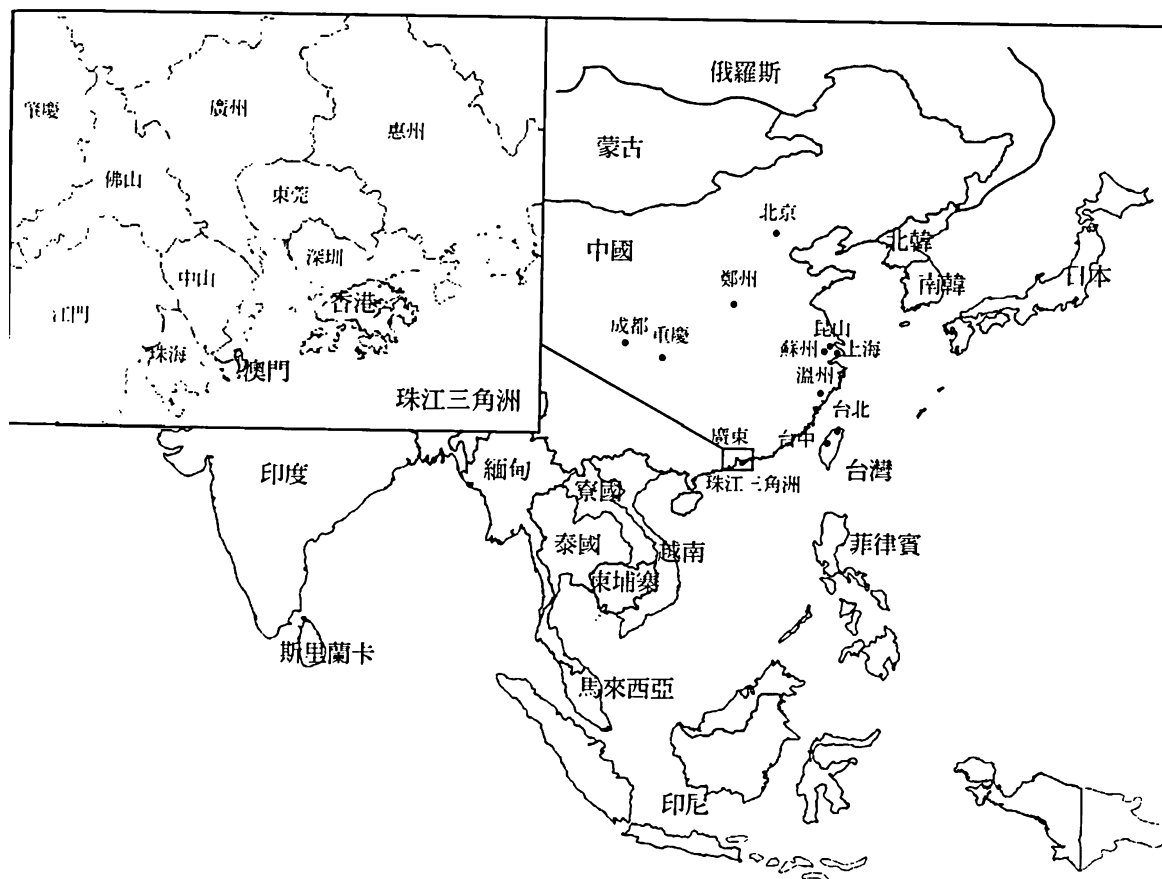 肇慶
廣州
惠州
佛山
東莞
中山
深圳
江門
香港
珠海
澳門
珠江三角洲
俄羅斯
蒙古
北京
中國
北韓
南韓
日本
鄭州
成都
重慶
昆山
蘇州
上海
溫州
台北
廣東
台中
台灣
珠江三角洲
印度
緬甸
寮國
泰國
越南
柬埔寨
菲律賓
斯里蘭卡
馬來西亞
印尼